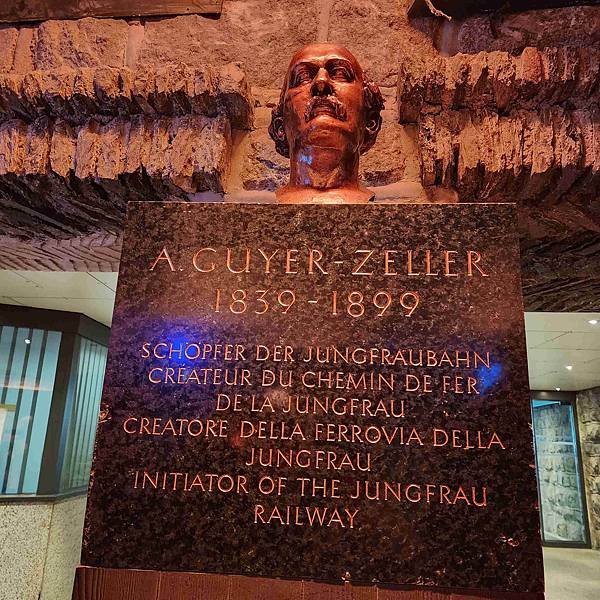 A. GUYER-ZELLER
1839-1899
SCHÖPFER DER JUNGFRAUBAHN
CREATEUR DU CHEMIN DE FER
DE LA JUNGFRAU
CREATORE DELLA FERROVIA DELLA
JUNGFRAU
INITIATOR OF THE JUNGFRAU
RAILWAY